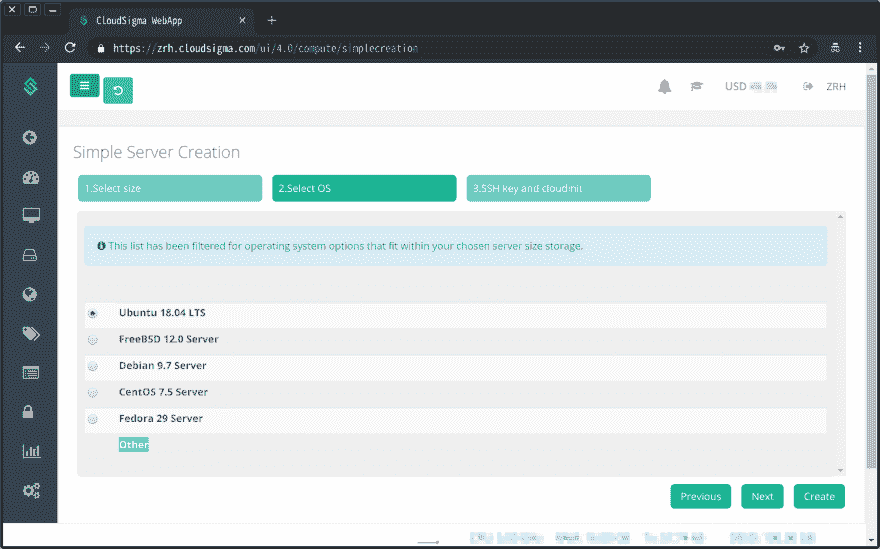 CloudSigma WebApp
https://zrh.cloudsigma.com/ui/4.0/compute/simplecreation
USD
ZRH
Simple Server Creation
1.Select size
2.Select OS
3.SSH key and cloudinit
This list has been filtered for operating system options that fit within your chosen server size storage.
Ubuntu 18.04 LTS
FreeBSD 12.0 Server
Debian 9.7 Server
CentOS 7.5 Server
Fedora 29 Server
Other
Previous
Next
Create